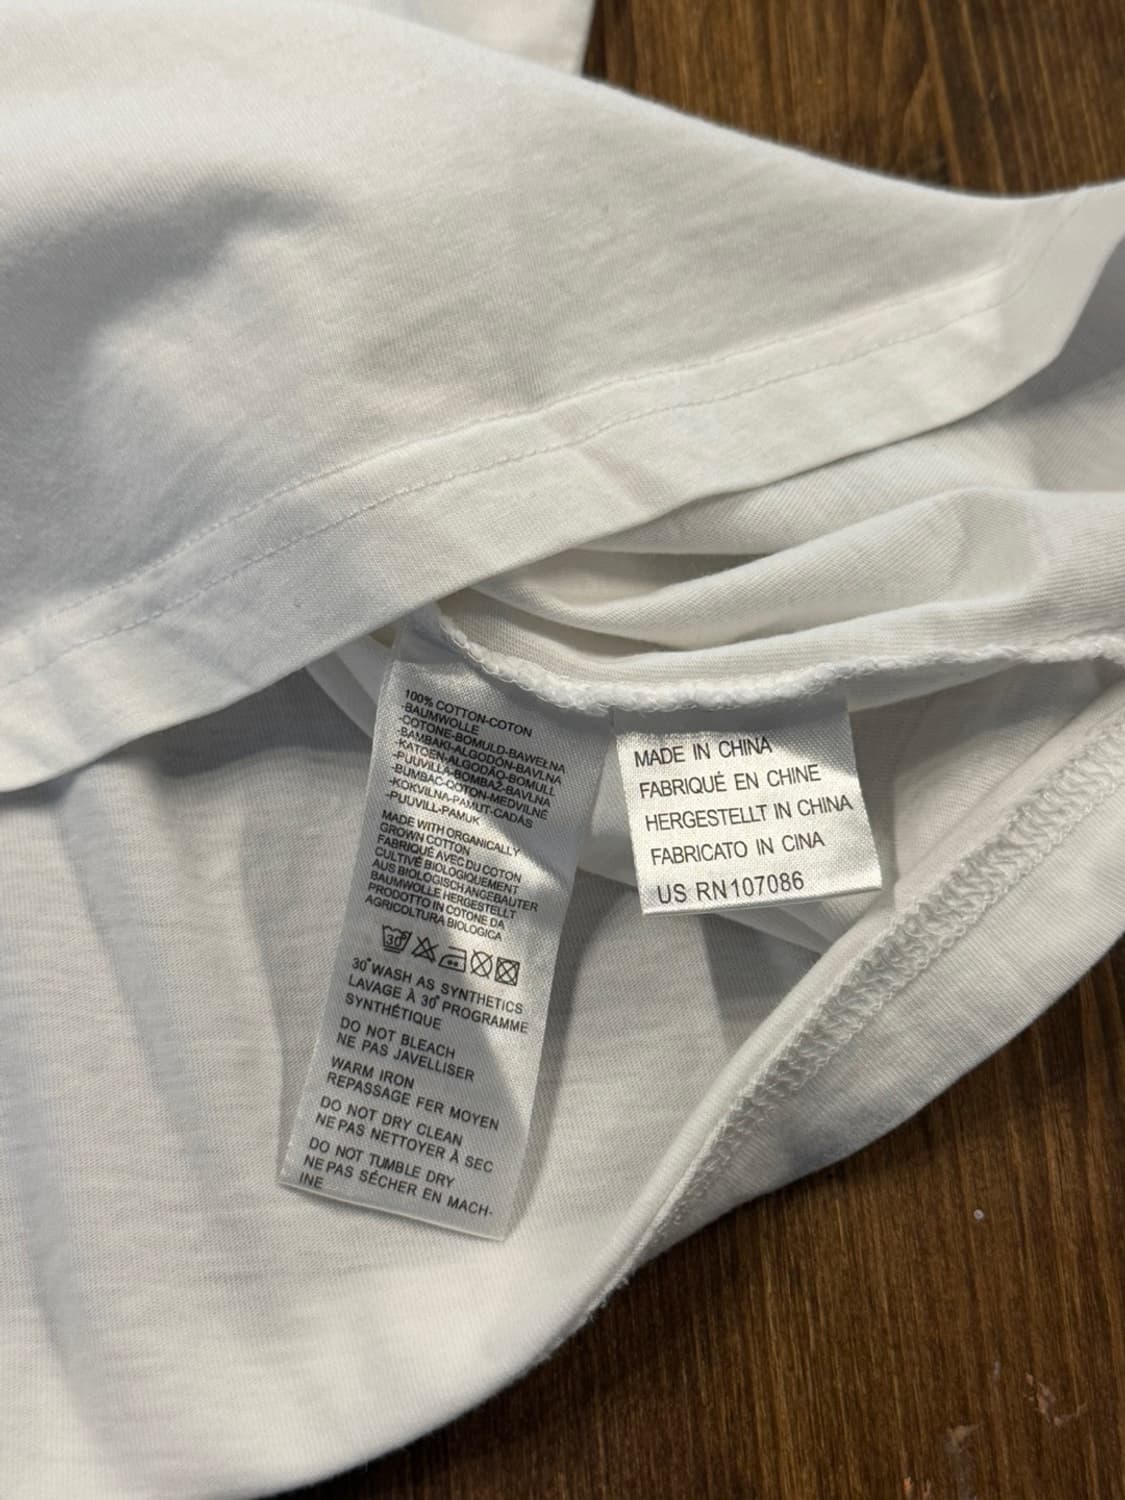 100% COTTON-COTON
-BAUMWOLLE
-COTONE-BOMULD-BAWEŁNA
-BAMBAKI-ALGODÓN-BAVLNA
-KATOEN-ALGODÃO-BOMULL
-PUUVILLA-BOMBAŽ-BAVLNA
-BUMBAC-COTON-MEDVILNĖ
-KOKVILNA-PAMUT-CADÁS
-PUUVILL-PAMUK
MADE WITH ORGANICALLY
GROWN COTTON
FABRIQUÉ AVEC DU COTON
CULTIVÉ BIOLOGIQUEMENT
AUS BIOLOGISCHANGEBAUTER
BAUMWOLLE HERGESTELLT
PRODOTTO IN COTONE DA
AGRICOLTURA BIOLOGICA
30°
30° WASH AS SYNTHETICS
LAVAGE À 30° PROGRAMME
SYNTHÉTIQUE
DO NOT BLEACH
NE PAS JAVELLISER
WARM IRON
REPASSAGE FER MOYEN
DO NOT DRY CLEAN
NE PAS NETTOYER À SEC
DO NOT TUMBLE DRY
NE PAS SÉCHER EN MACH-
INE
MADE IN CHINA
FABRIQUÉ EN CHINE
HERGESTELLT IN CHINA
FABRICATO IN CINA
US RN107086